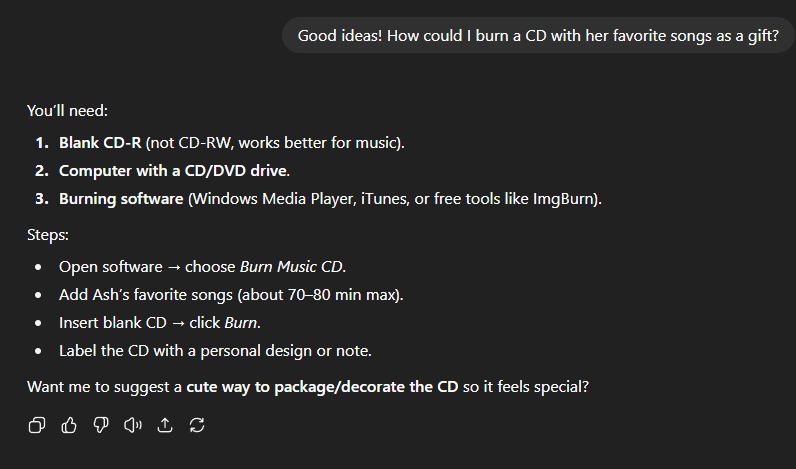 Good ideas! How could I burn a CD with her favorite songs as a gift?
You'll need:
1. Blank CD-R (not CD-RW, works better for music).
2. Computer with a CD/DVD drive.
3. Burning software (Windows Media Player, iTunes, or free tools like ImgBurn).
Steps:
• Open software → choose Burn Music CD.
• Add Ash's favorite songs (about 70–80 min max).
• Insert blank CD → click Burn.
• Label the CD with a personal design or note.
Want me to suggest a cute way to package/decorate the CD so it feels special?